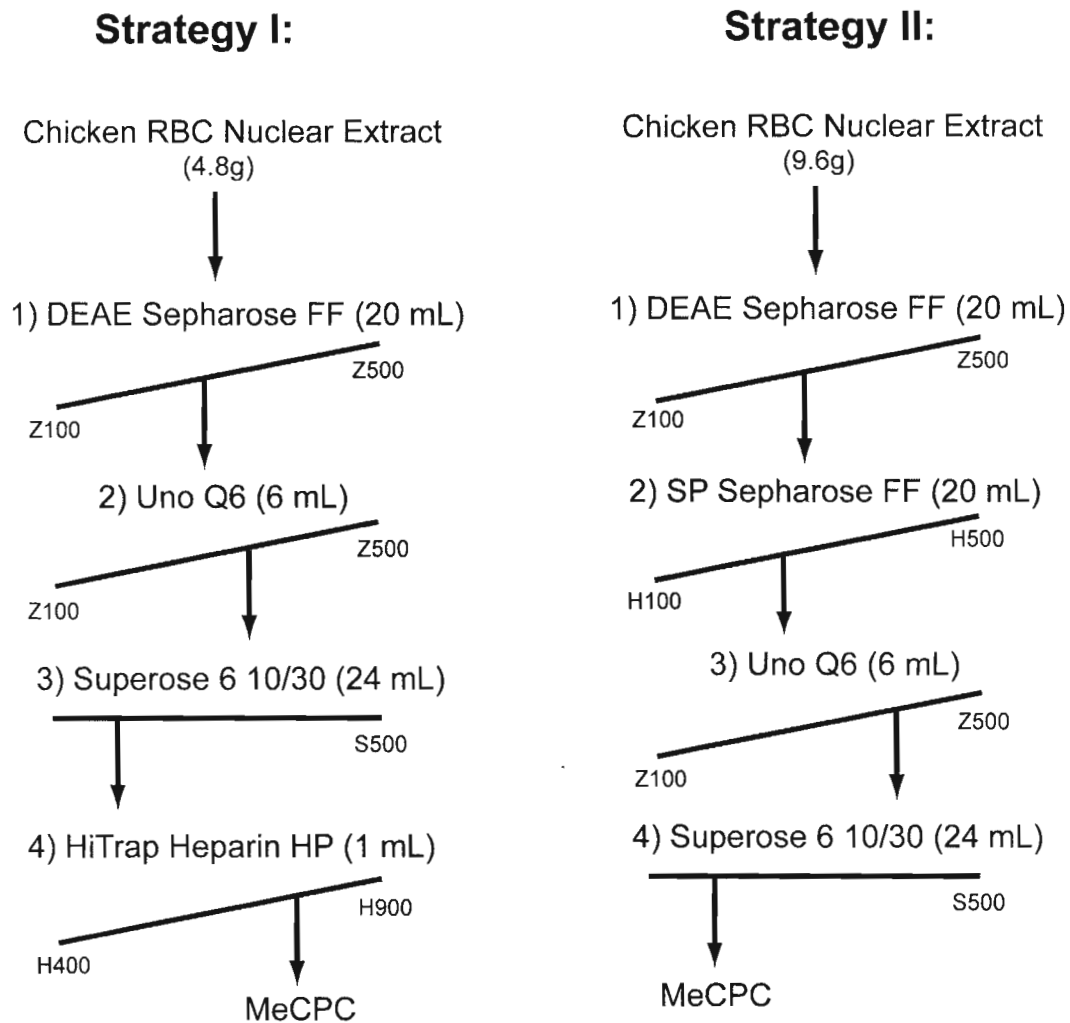 Strategy I:
Chicken RBC Nuclear Extract
(4.8g)
1) DEAE Sepharose FF (20 mL)
Z500
Z100
2) Uno Q6 (6 mL)
Z500
Z100
3) Superose 6 10/30 (24 mL)
S500
4) HiTrap Heparin HP (1 mL)
H900
H400
MeCPC
Strategy II:
Chicken RBC Nuclear Extract
(9.6g)
1) DEAE Sepharose FF (20 mL)
Z500
Z100
2) SP Sepharose FF (20 mL)
H500
H100
3) Uno Q6 (6 mL)
Z500
Z100
4) Superose 6 10/30 (24 mL)
S500
MeCPC